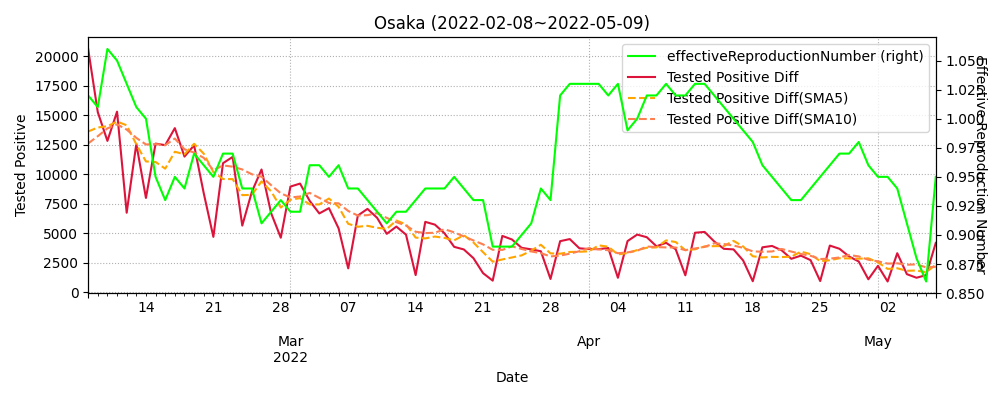 Osaka (2022-02-08~2022-05-09)
effectiveReproductionNumber (right)
Tested Positive Diff
Tested Positive Diff(SMA5)
Tested Positive Diff(SMA10)
Tested Positive
20000
17500
15000
12500
10000
7500
5000
2500
0
1.050
1.025
1.000
0.975
0.950
0.925
0.900
0.875
0.850
Effective Reproduction Number
14 21 28 07 14 21 28 04 11 18 25 02
Mar Apr May
2022
Date